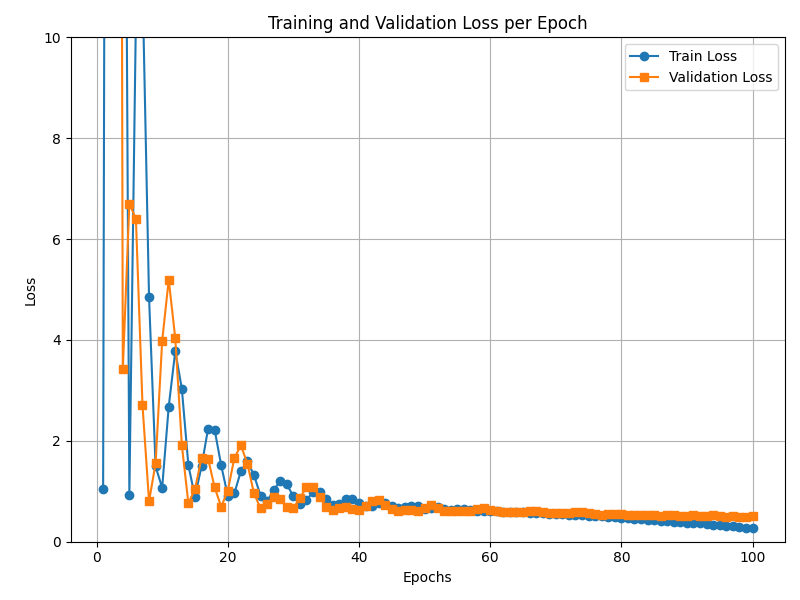 Training and Validation Loss per Epoch
Train Loss
Validation Loss
Loss
10
8
6
4
2
0
0 20 40 60 80 100
Epochs